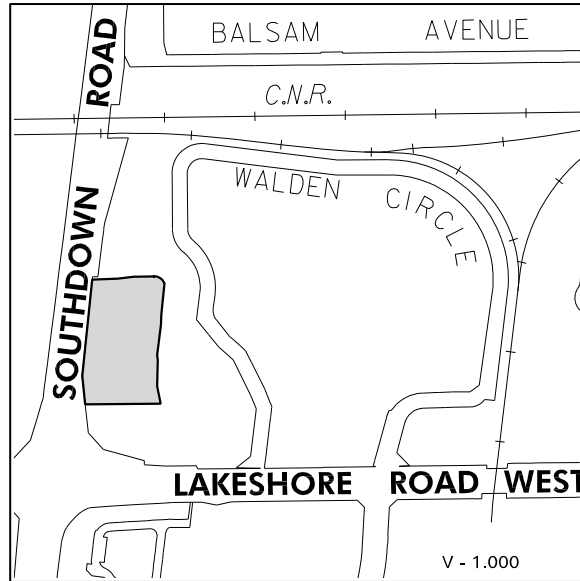 BALSAM AVENUE
C.N.R.
WALDEN CIRCLE
SOUTHDOWN ROAD
LAKESHORE ROAD WEST
V - 1.000